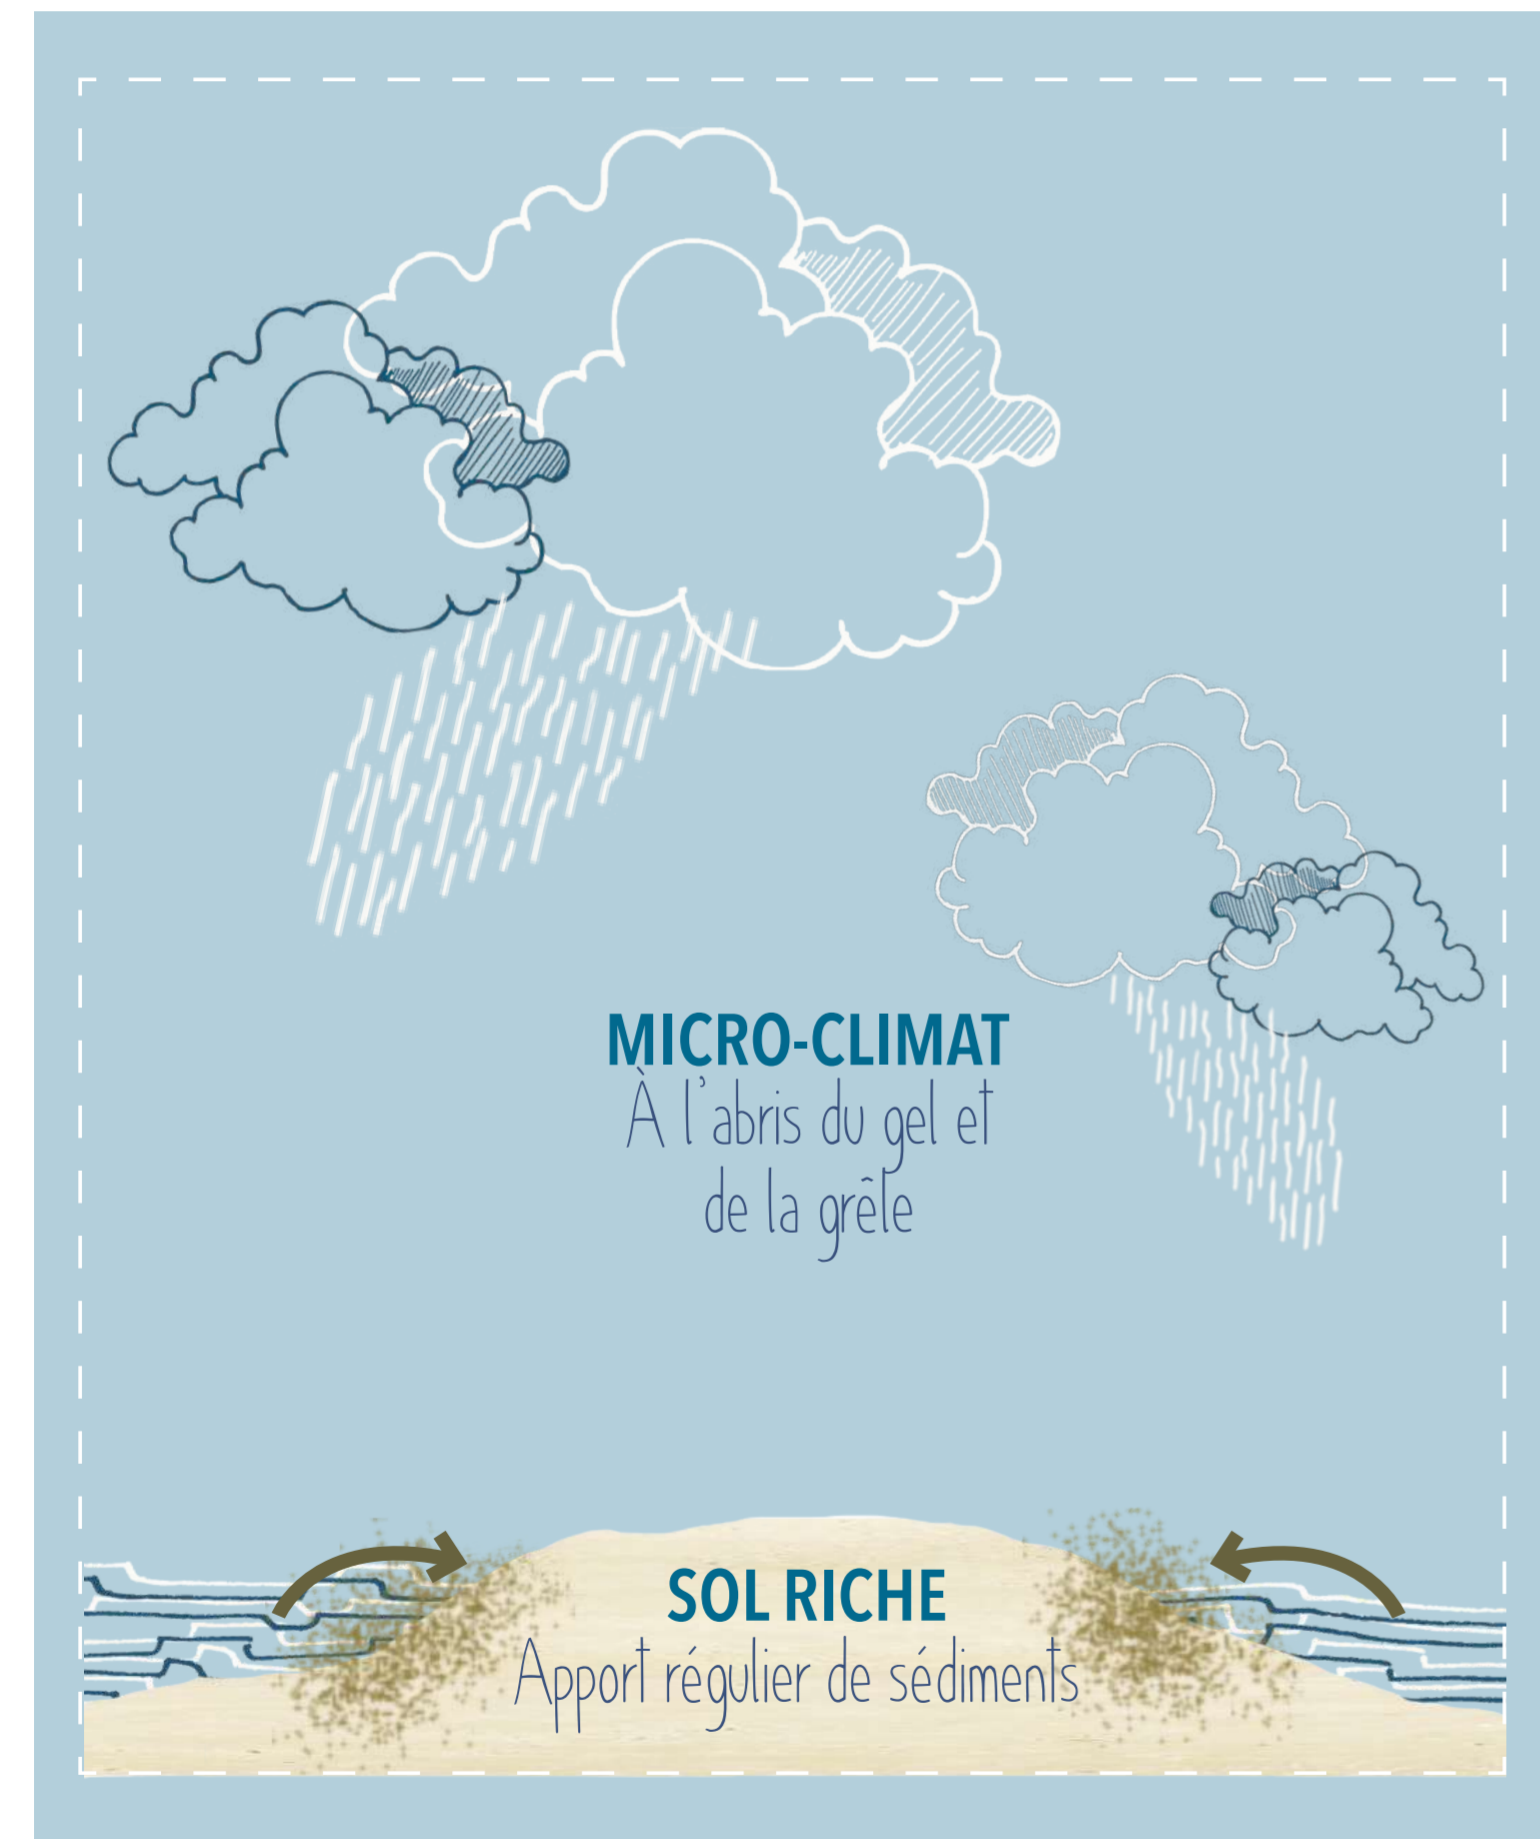 MICRO-CLIMAT
À l'abris du gel et
de la grêle
SOL RICHE
Apport régulier de sédiments